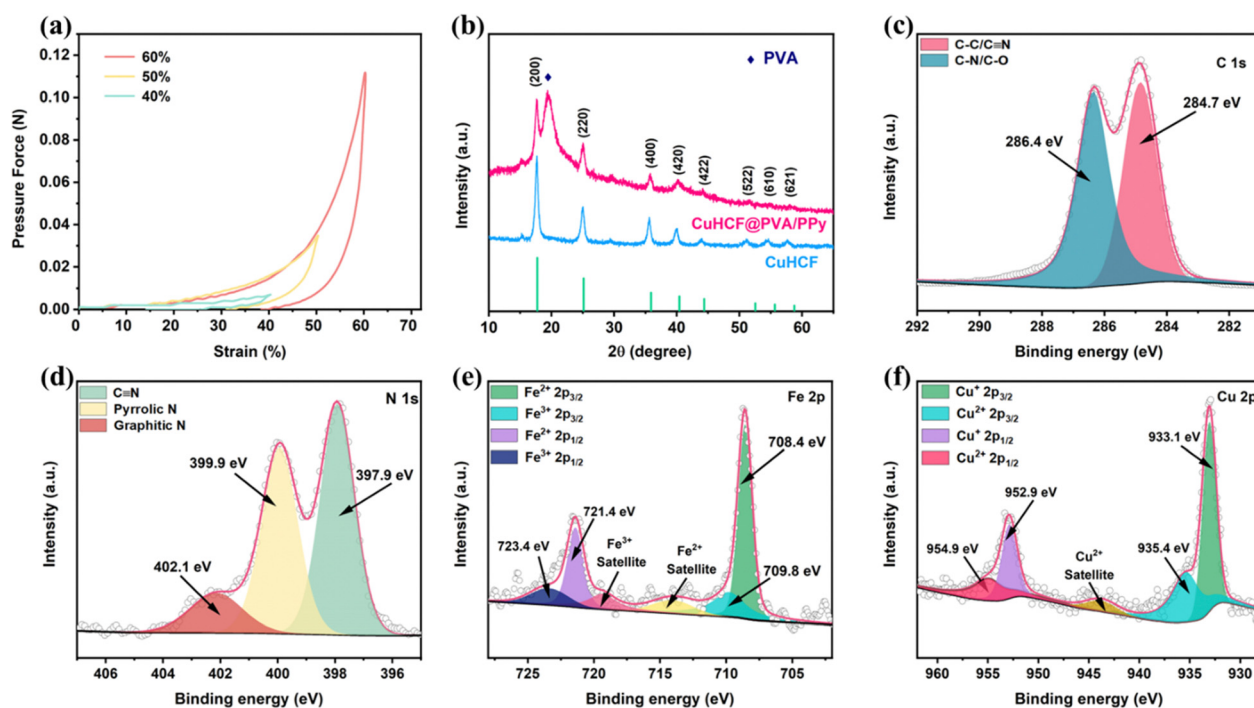 (a)
60%
50%
40%
Pressure Force (N)
0.12
0.10
0.08
0.06
0.04
0.02
0.00
0 10 20 30 40 50 60 70
Strain (%)
(b)
♦ PVA
(200)
(220)
(400)
(420)
(422)
(522)
(610)
(621)
CuHCF@PVA/PPy
CuHCF
Intensity (a.u.)
10 20 30 40 50 60
2θ (degree)
(c)
C-C/C≡N
C-N/C-O
C 1s
284.7 eV
286.4 eV
Intensity (a.u.)
292 290 288 286 284 282
Binding energy (eV)
(d)
C≡N
Pyrrolic N
Graphitic N
N 1s
399.9 eV
397.9 eV
402.1 eV
Intensity (a.u.)
406 404 402 400 398 396
Binding energy (eV)
(e)
Fe²⁺ 2p₃/₂
Fe³⁺ 2p₃/₂
Fe²⁺ 2p₁/₂
Fe³⁺ 2p₁/₂
Fe 2p
708.4 eV
721.4 eV
723.4 eV
Fe³⁺
Satellite
Fe²⁺
Satellite
709.8 eV
Intensity (a.u.)
725 720 715 710 705
Binding energy (eV)
(f)
Cu⁺ 2p₃/₂
Cu²⁺ 2p₃/₂
Cu⁺ 2p₁/₂
Cu²⁺ 2p₁/₂
Cu 2p
933.1 eV
952.9 eV
954.9 eV
Cu²⁺
Satellite
935.4 eV
Intensity (a.u.)
960 955 950 945 940 935 930
Binding energy (eV)